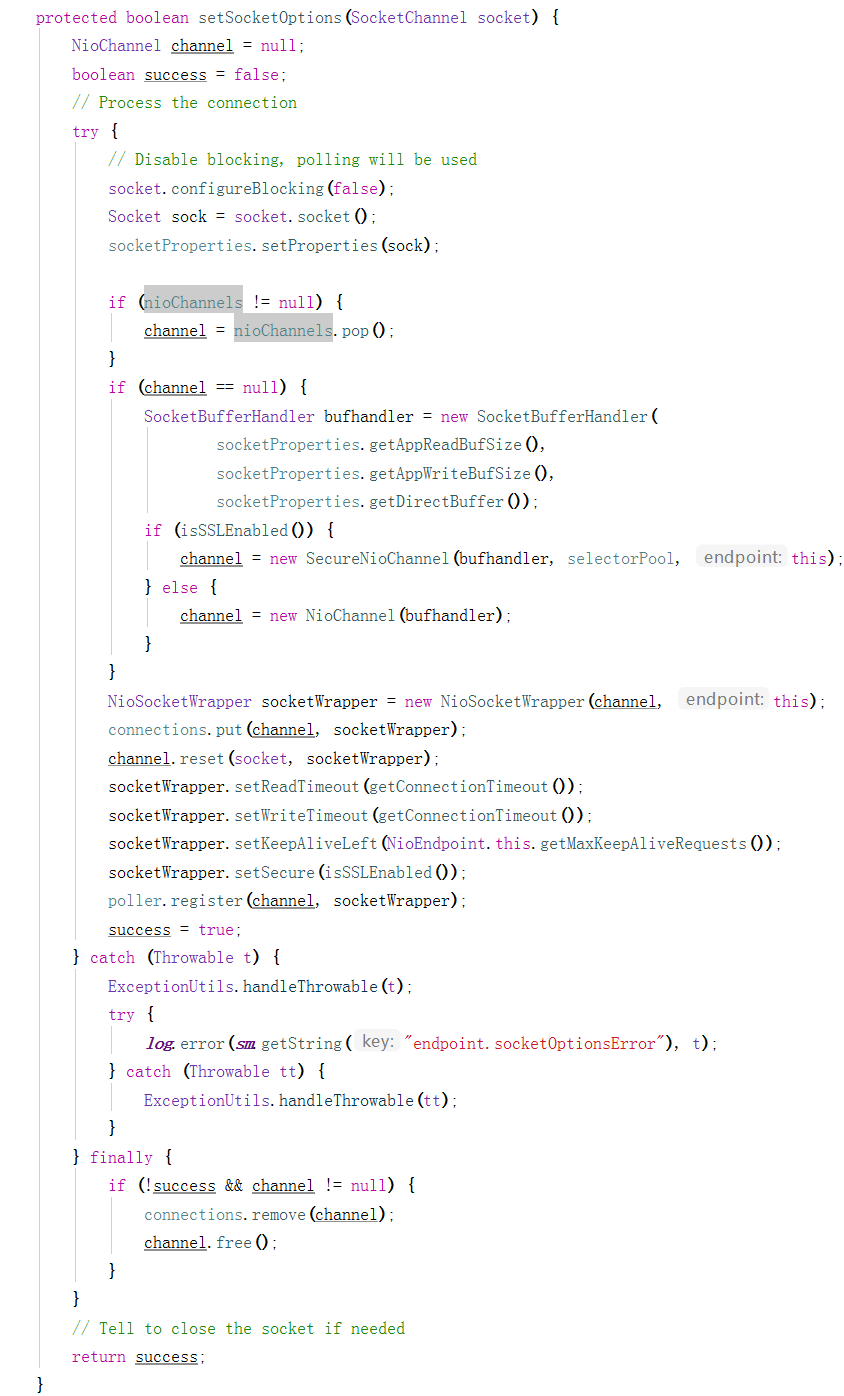 protected boolean setSocketOptions(SocketChannel socket) {
NioChannel channel = null;
boolean success = false;
// Process the connection
try {
// Disable blocking, polling will be used
socket.configureBlocking(false);
Socket sock = socket.socket();
socketProperties.setProperties(sock);
if (nioChannels != null) {
channel = nioChannels.pop();
}
if (channel == null) {
SocketBufferHandler bufhandler = new SocketBufferHandler(
socketProperties.getAppReadBufSize(),
socketProperties.getAppWriteBufSize(),
socketProperties.getDirectBuffer());
if (isSSLEnabled()) {
channel = new SecureNioChannel(bufhandler, selectorPool, endpoint: this);
} else {
channel = new NioChannel(bufhandler);
}
}
NioSocketWrapper socketWrapper = new NioSocketWrapper(channel, endpoint: this);
connections.put(channel, socketWrapper);
channel.reset(socket, socketWrapper);
socketWrapper.setReadTimeout(getConnectionTimeout());
socketWrapper.setWriteTimeout(getConnectionTimeout());
socketWrapper.setKeepAliveLeft(NioEndpoint.this.getMaxKeepAliveRequests());
socketWrapper.setSecure(isSSLEnabled());
poller.register(channel, socketWrapper);
success = true;
} catch (Throwable t) {
ExceptionUtils.handleThrowable(t);
try {
log.error(sm.getString( key: "endpoint.socketOptionsError"), t);
} catch (Throwable tt) {
ExceptionUtils.handleThrowable(tt);
}
} finally {
if (!success && channel != null) {
connections.remove(channel);
channel.free();
}
}
// Tell to close the socket if needed
return success;
}